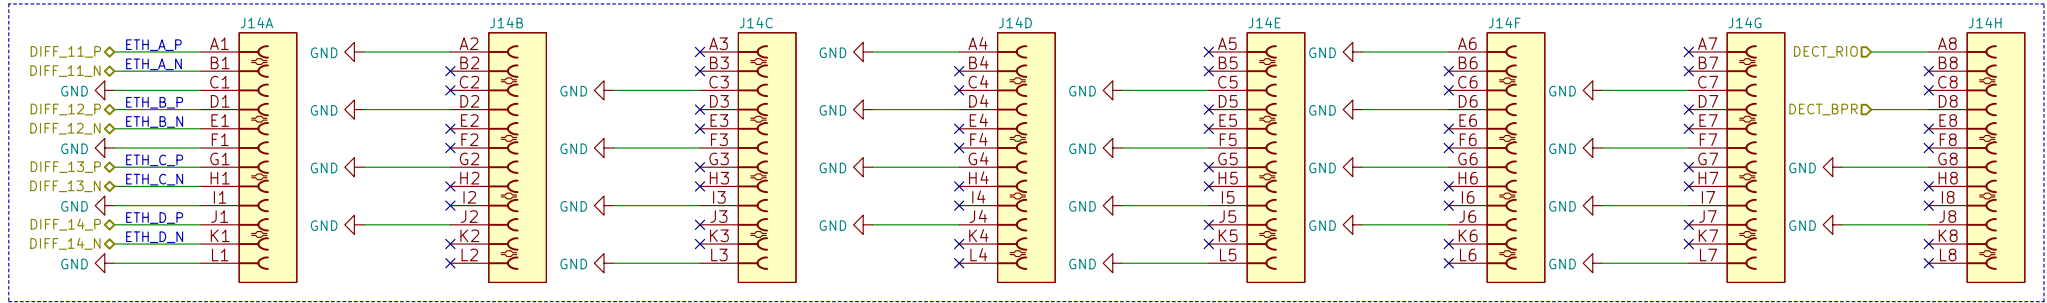 J14A J14B J14C J14D J14E J14F J14G J14H
DIFF_11_P ETH_A_P A1 GND A2 A3 GND A4 A5 GND A6 A7 DECT_RIO A8
DIFF_11_N ETH_A_N B1 B2 B3 B4 B5 B6 B7 B8
GND C1 C2 GND C3 C4 GND C5 C6 GND C7 C8
DIFF_12_P ETH_B_P D1 GND D2 D3 GND D4 D5 GND D6 D7 DECT_BPR D8
DIFF_12_N ETH_B_N E1 E2 E3 E4 E5 E6 E7 E8
GND F1 F2 GND F3 F4 GND F5 F6 GND F7 F8
DIFF_13_P ETH_C_P G1 GND G2 G3 GND G4 G5 GND G6 G7 GND G8
DIFF_13_N ETH_C_N H1 H2 H3 H4 H5 H6 H7 H8
GND I1 I2 GND I3 I4 GND I5 I6 GND I7 I8
DIFF_14_P ETH_D_P J1 GND J2 J3 GND J4 J5 GND J6 J7 GND J8
DIFF_14_N ETH_D_N K1 K2 K3 K4 K5 K6 K7 K8
GND L1 L2 GND L3 L4 GND L5 L6 GND L7 L8